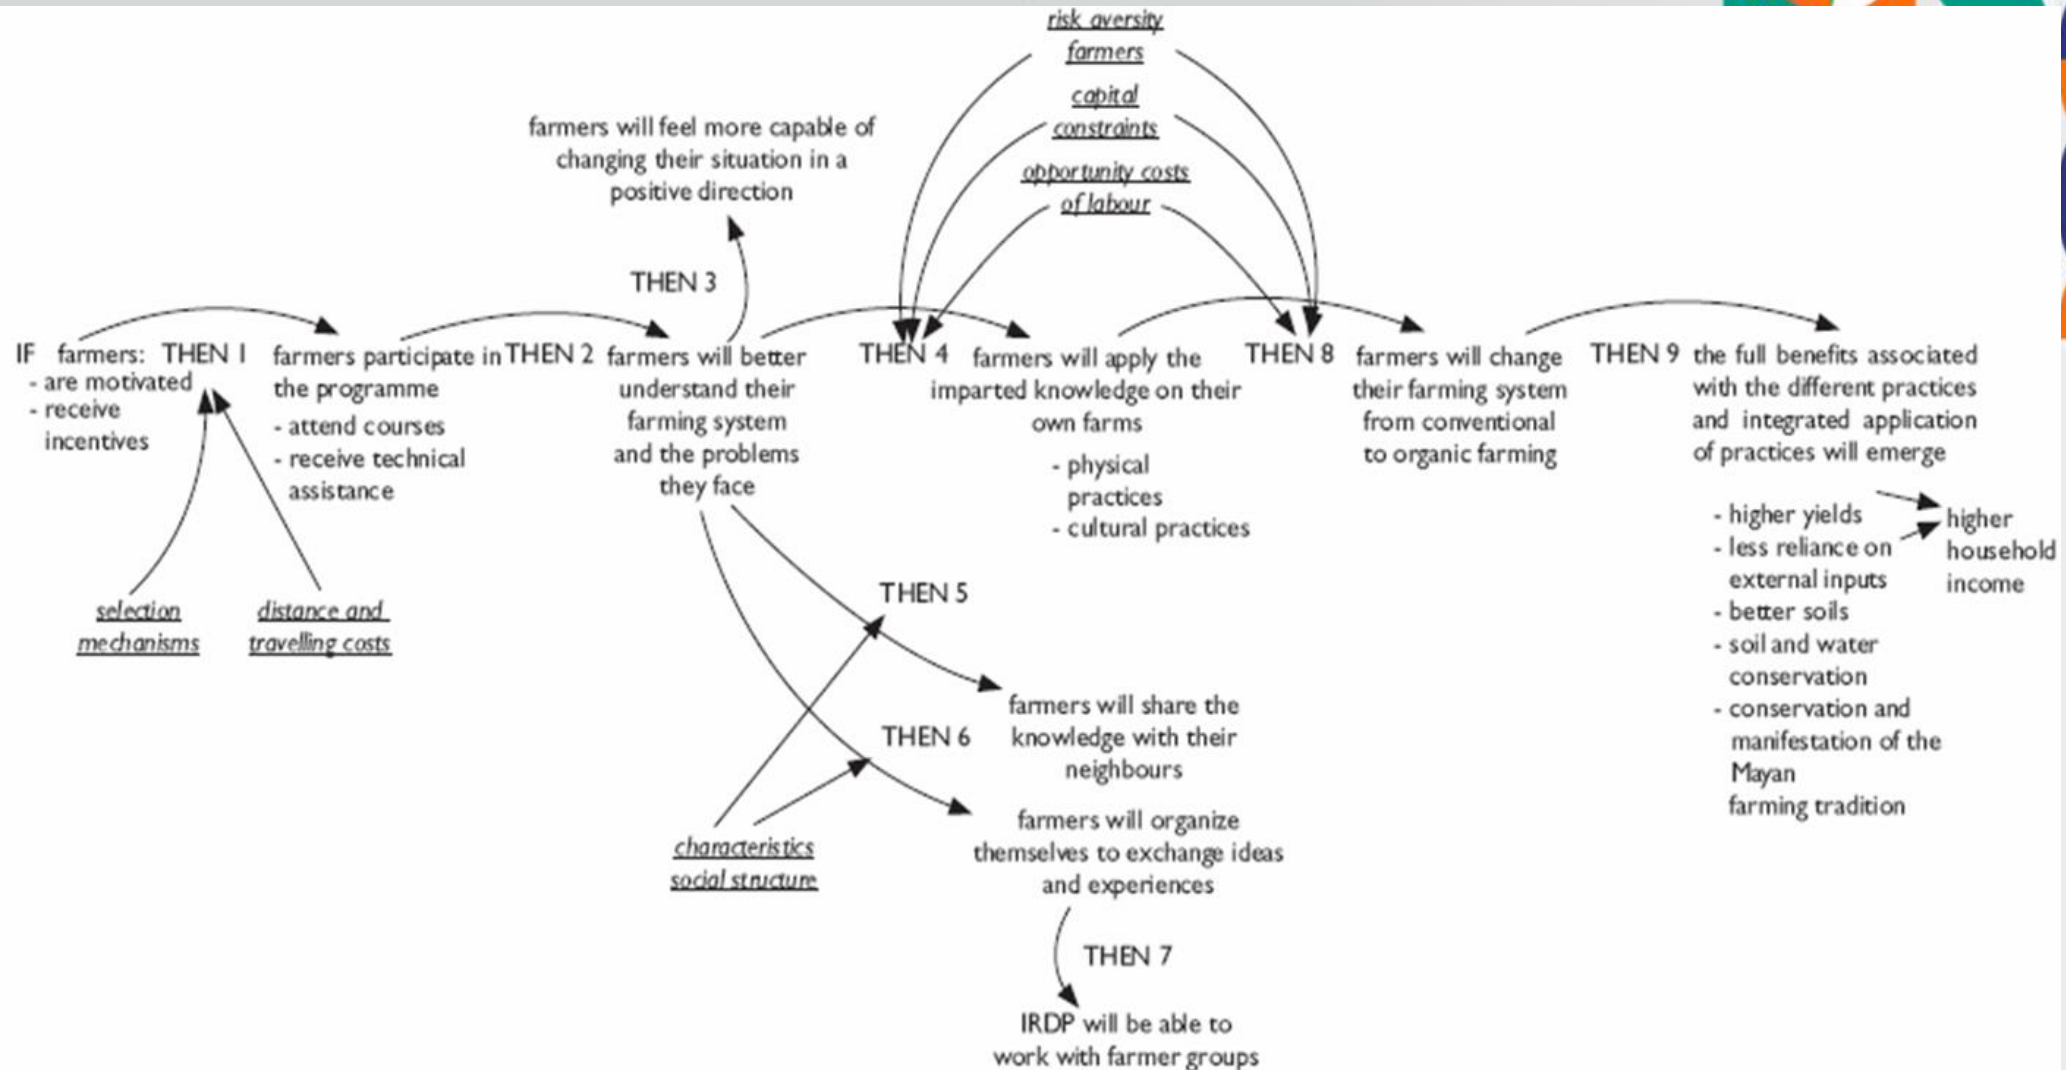 risk aversity
farmers
capital
constraints
opportunity costs
of labour
farmers will feel more capable of
changing their situation in a
positive direction
THEN 3
IF farmers:
- are motivated
- receive
incentives
THEN 1
farmers participate in
the programme
- attend courses
- receive technical
assistance
THEN 2
farmers will better
understand their
farming system
and the problems
they face
THEN 4
farmers will apply the
imparted knowledge on their
own farms
- physical
practices
- cultural practices
THEN 8
farmers will change
their farming system
from conventional
to organic farming
THEN 9
the full benefits associated
with the different practices
and integrated application
of practices will emerge
- higher yields
- less reliance on
external inputs
- better soils
- soil and water
conservation
- conservation and
manifestation of the
Mayan
farming tradition
higher
household
income
selection
mechanisms
distance and
travelling costs
THEN 5
farmers will share the
knowledge with their
neighbours
THEN 6
farmers will organize
themselves to exchange ideas
and experiences
characteristics
social structure
THEN 7
IRDP will be able to
work with farmer groups